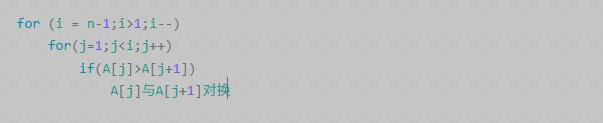 for (i = n-1;i>1;i--)
for(j=1;j<i;j++)
if(A[j]>A[j+1])
A[j]与A[j+1]对换